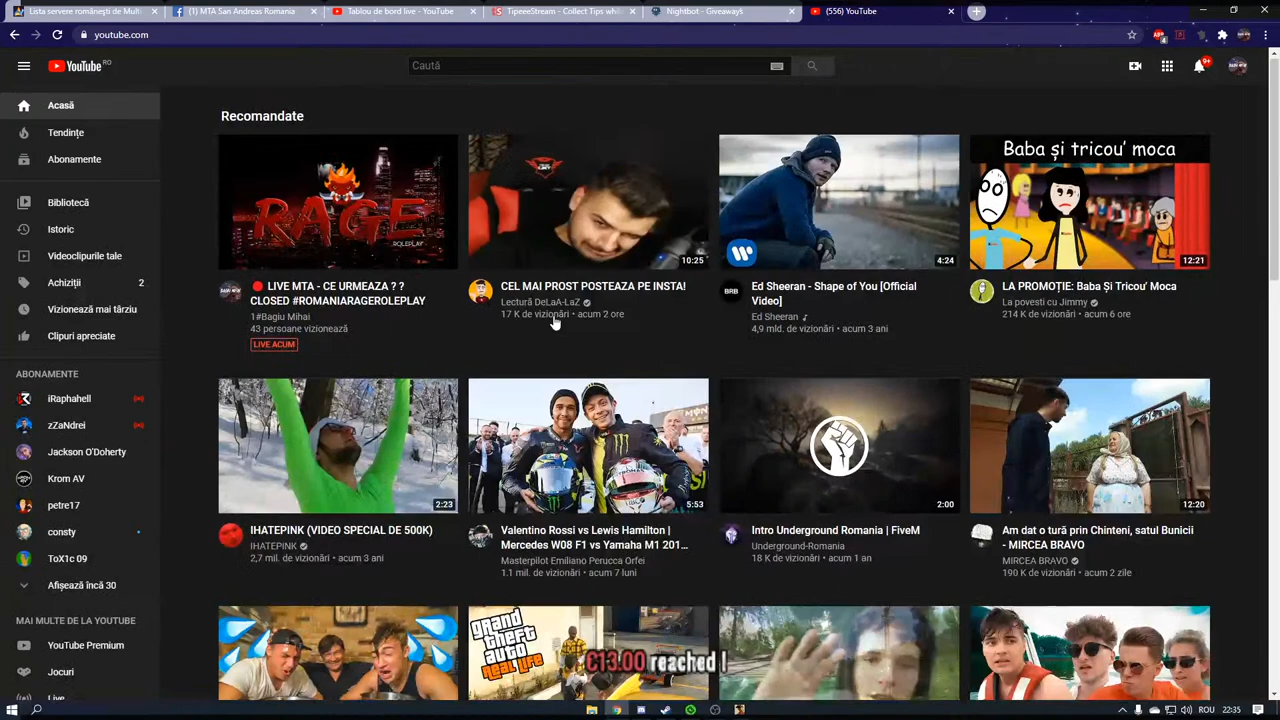 Lista servere românești de Mult
(1) MTA San Andreas Romania
Tablou de bord live - YouTube
TipeeeStream - Collect Tips whi
Nightbot - Giveaways
(556) YouTube
youtube.com
YouTube RO
Caută
9+
Acasă
Tendințe
Abonamente
Bibliotecă
Istoric
Videoclipurile tale
Achiziții 2
Vizionează mai târziu
Clipuri apreciate
ABONAMENTE
iRaphahell
zZaNdrei
Jackson O'Doherty
Krom AV
petre17
consty
ToX1c 09
Afișează încă 30
MAI MULTE DE LA YOUTUBE
YouTube Premium
Jocuri
Live
Recomandate
RAGE
ROLEPLAY
LIVE MTA - CE URMEAZA ? ?
CLOSED #ROMANIARAGEROLEPLAY
1#Bagiu Mihai
43 persoane vizionează
LIVE ACUM
10:25
CEL MAI PROST POSTEAZA PE INSTA!
Lectură DeLaA-LaZ
17 K de vizionări • acum 2 ore
4:24
BRB
Ed Sheeran - Shape of You [Official
Video]
Ed Sheeran
4,9 mld. de vizionări • acum 3 ani
Baba și tricou' moca
12:21
LA PROMOȚIE: Baba Și Tricou' Moca
La povesti cu Jimmy
214 K de vizionări • acum 6 ore
2:23
IHATEPINK (VIDEO SPECIAL DE 500K)
IHATEPINK
2,7 mil. de vizionări • acum 3 ani
5:53
Valentino Rossi vs Lewis Hamilton |
Mercedes W08 F1 vs Yamaha M1 201...
Masterpilot Emiliano Perucca Orfei
1,1 mil. de vizionări • acum 7 luni
2:00
Intro Underground Romania | FiveM
Underground-Romania
18 K de vizionări • acum 1 an
12:20
Am dat o tură prin Chinteni, satul Bunicii
- MIRCEA BRAVO
MIRCEA BRAVO
190 K de vizionări • acum 2 zile
grand
theft
auto
REAL LIFE
€13.00 reached !
ROU
22:35